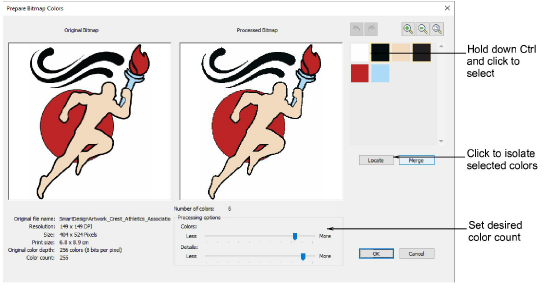 Prepare Bitmap Colors
Original Bitmap
Processed Bitmap
Hold down Ctrl
and click to
select
Locate
Merge
Click to isolate
selected colors
Number of colors: 6
Processing options
Colors:
Less
More
Details:
Less
More
Set desired
color count
Original file name: SmartDesignArtwork_Crest_Athletics_Associatio
Resolution: 149 x 149 DPI
Size: 404 x 524 Pixels
Print size: 6.8 x 8.9 cm
Original color depth: 256 colors (8 bits per pixel)
Color count: 256
OK
Cancel